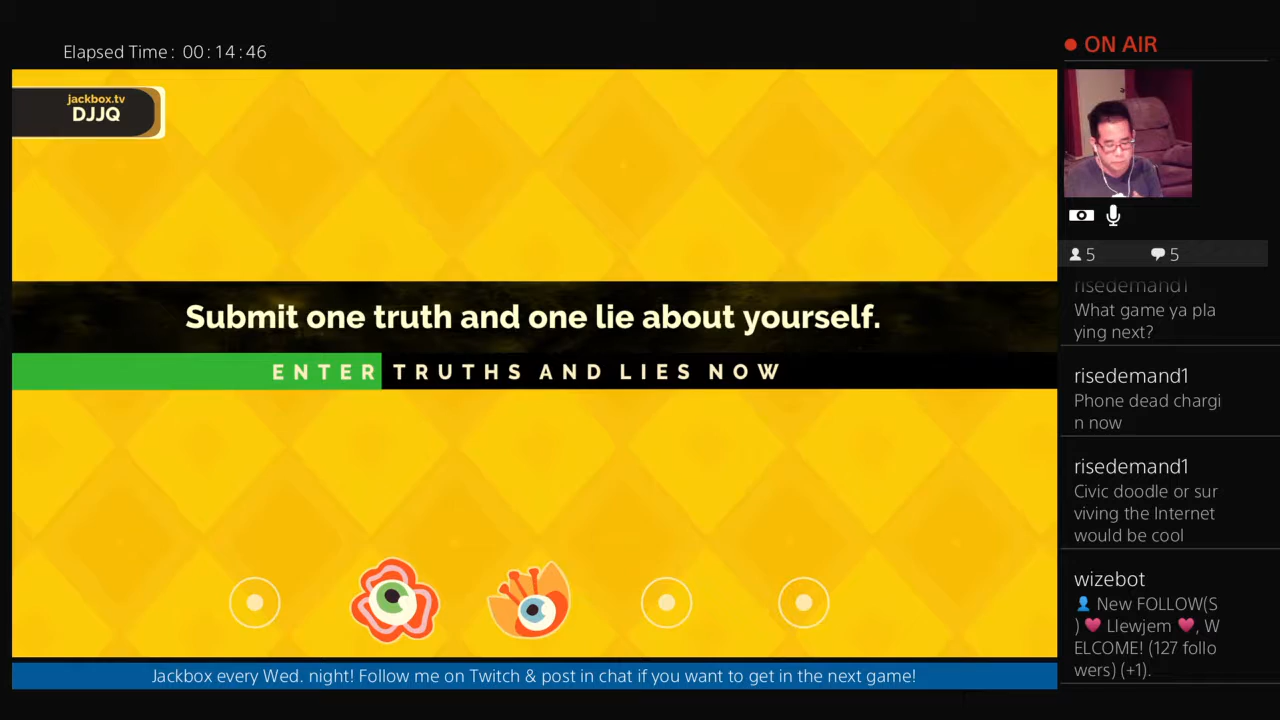 Elapsed Time: 00:14:46
ON AIR
jackbox.tv
DJJQ
Submit one truth and one lie about yourself.
ENTER TRUTHS AND LIES NOW
5
5
risedemand1
What game ya pla
ying next?
risedemand1
Phone dead chargi
n now
risedemand1
Civic doodle or sur
viving the Internet
would be cool
wizebot
👤 New FOLLOW(S
) 💗 Llewjem 💗, W
ELCOME! (127 follo
wers) (+1).
Jackbox every Wed. night! Follow me on Twitch & post in chat if you want to get in the next game!